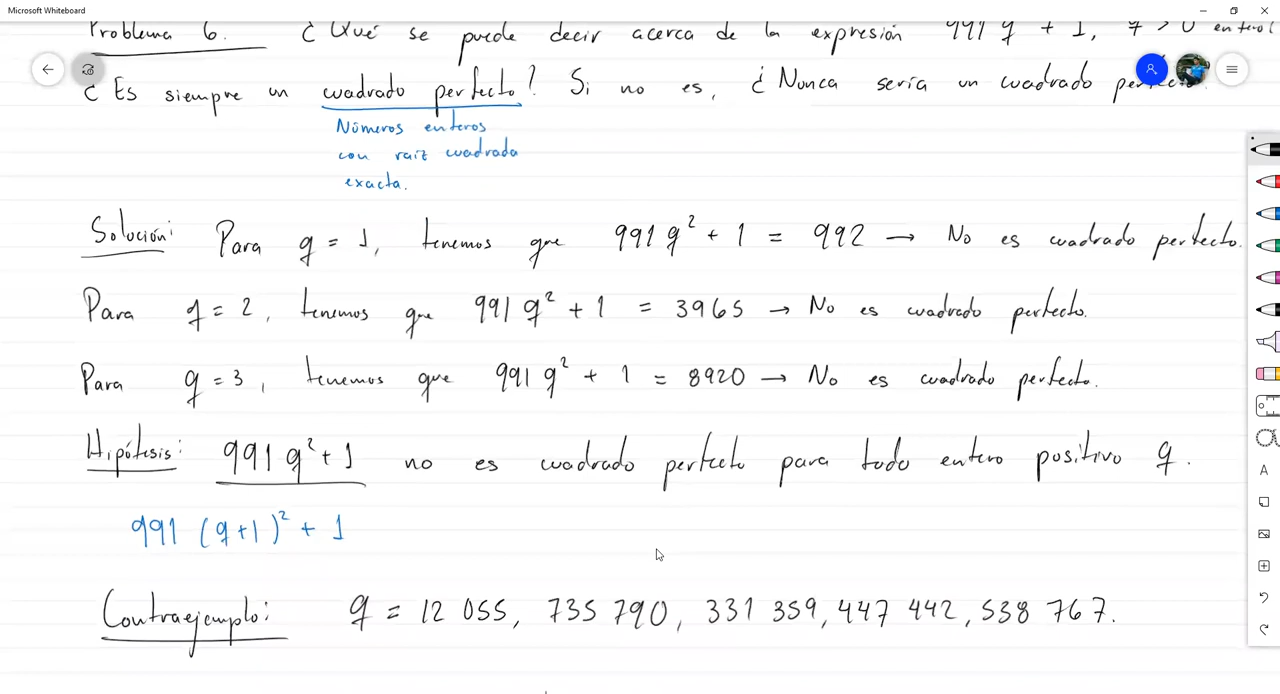 Microsoft Whiteboard
Problema 6. ¿Qué se puede decir acerca de la expresión 991 q² + 1, q > 0 entero?
¿Es siempre un cuadrado perfecto? Si no es, ¿Nunca sería un cuadrado perfecto.
Números enteros
con raíz cuadrada
exacta.
Solución: Para q = 1, tenemos que 991 q² + 1 = 992 → No es cuadrado perfecto.
Para q = 2, tenemos que 991 q² + 1 = 3965 → No es cuadrado perfecto.
Para q = 3, tenemos que 991 q² + 1 = 8920 → No es cuadrado perfecto.
Hipótesis: 991 q² + 1 no es cuadrado perfecto para todo entero positivo q.
991 (q+1)² + 1
Contraejemplo: q = 12 055, 735 790, 331 359, 447 442, 538 767.
A